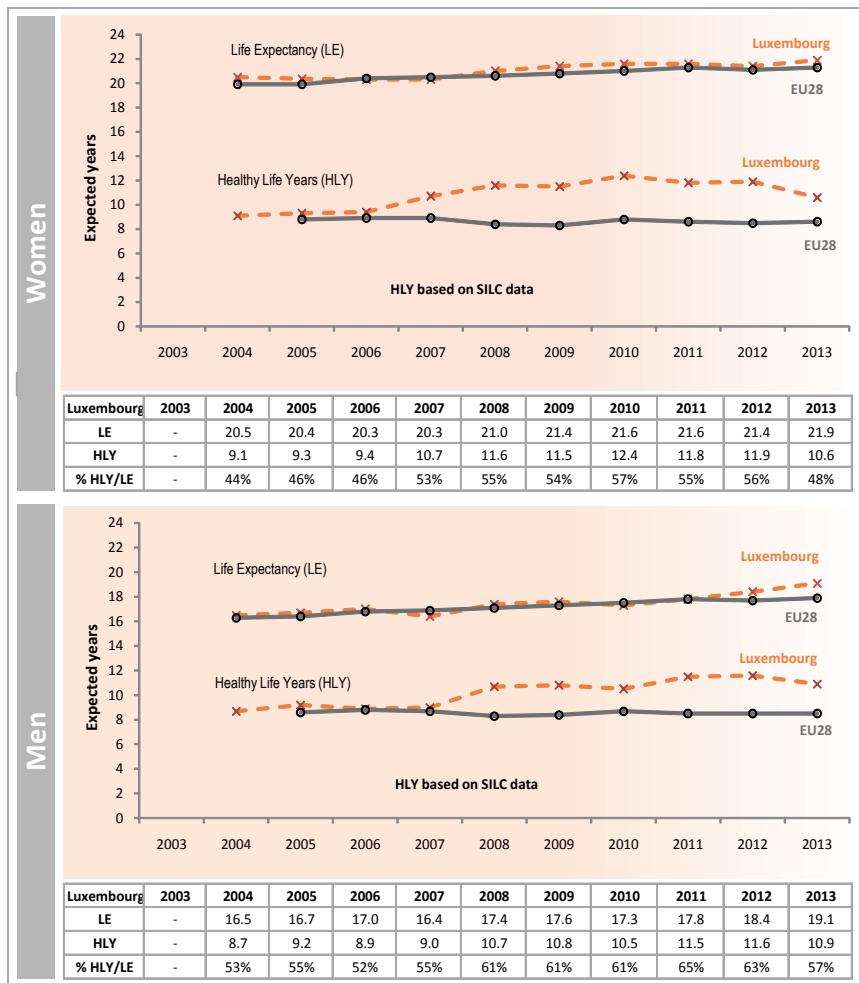 Women
24
22
20
18
16
14
12
10
8
6
4
2
0
Expected years
Life Expectancy (LE)
Luxembourg
EU28
Healthy Life Years (HLY)
Luxembourg
EU28
HLY based on SILC data
2003 2004 2005 2006 2007 2008 2009 2010 2011 2012 2013
Luxembourg 2003 2004 2005 2006 2007 2008 2009 2010 2011 2012 2013
LE - 20.5 20.4 20.3 20.3 21.0 21.4 21.6 21.6 21.4 21.9
HLY - 9.1 9.3 9.4 10.7 11.6 11.5 12.4 11.8 11.9 10.6
% HLY/LE - 44% 46% 46% 53% 55% 54% 57% 55% 56% 48%
Men
24
22
20
18
16
14
12
10
8
6
4
2
0
Expected years
Life Expectancy (LE)
Luxembourg
EU28
Healthy Life Years (HLY)
Luxembourg
EU28
HLY based on SILC data
2003 2004 2005 2006 2007 2008 2009 2010 2011 2012 2013
Luxembourg 2003 2004 2005 2006 2007 2008 2009 2010 2011 2012 2013
LE - 16.5 16.7 17.0 16.4 17.4 17.6 17.3 17.8 18.4 19.1
HLY - 8.7 9.2 8.9 9.0 10.7 10.8 10.5 11.5 11.6 10.9
% HLY/LE - 53% 55% 52% 55% 61% 61% 61% 65% 63% 57%